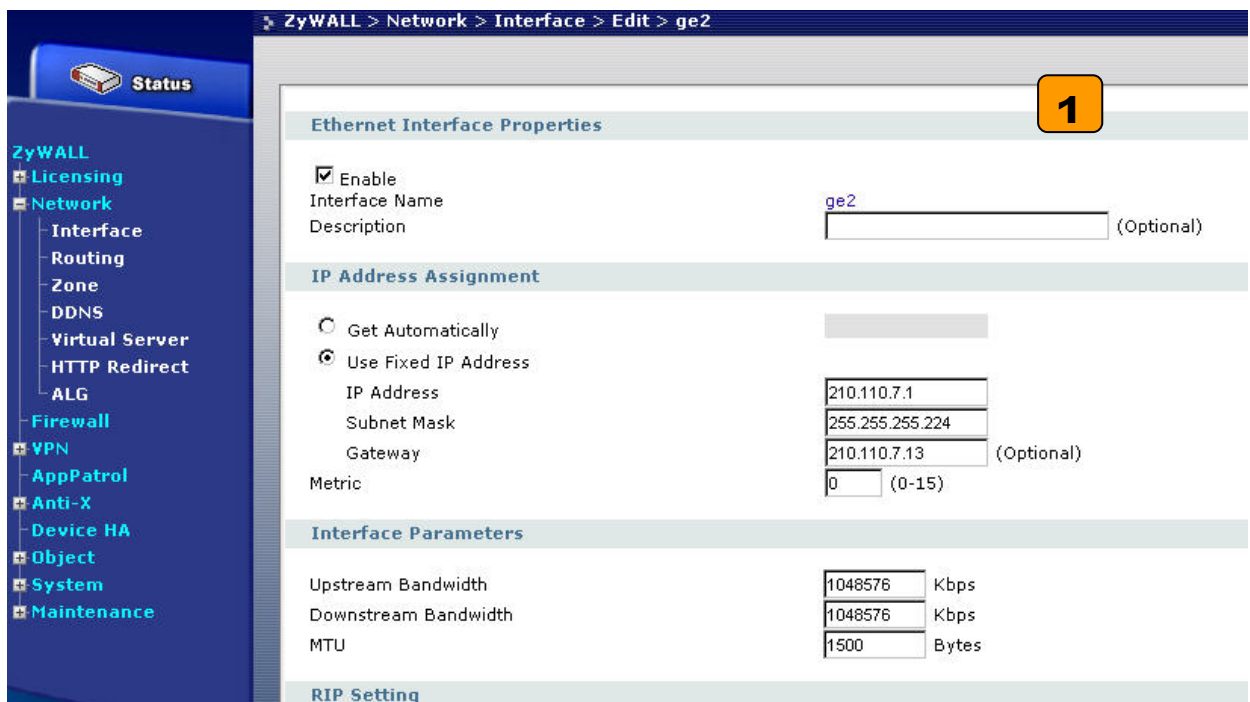 ZyWALL > Network > Interface > Edit > ge2
Status
1
ZyWALL
Licensing
Network
Interface
Routing
Zone
DDNS
Virtual Server
HTTP Redirect
ALG
Firewall
VPN
AppPatrol
Anti-X
Device HA
Object
System
Maintenance
Ethernet Interface Properties
Enable
Interface Name ge2
Description (Optional)
IP Address Assignment
Get Automatically
Use Fixed IP Address
IP Address 210.110.7.1
Subnet Mask 255.255.255.224
Gateway 210.110.7.13 (Optional)
Metric 0 (0-15)
Interface Parameters
Upstream Bandwidth 1048576 Kbps
Downstream Bandwidth 1048576 Kbps
MTU 1500 Bytes
RIP Setting